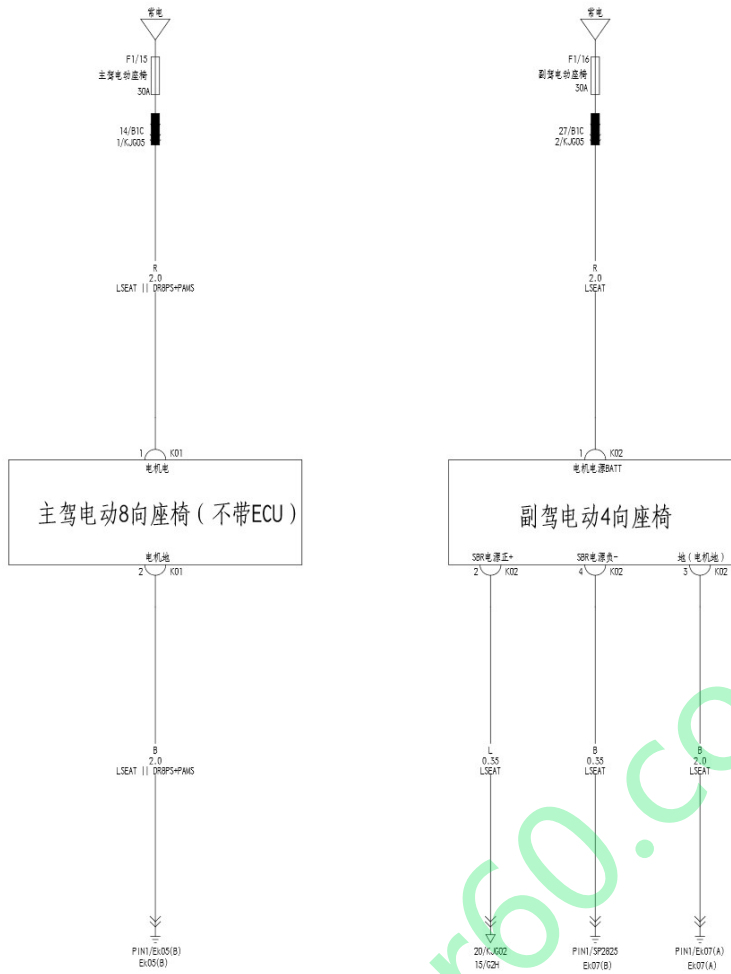 常电
F1/15
主驾电动座椅
30A
14/B1C
1/KJG05
R
2.0
LSEAT || DR8PS+PAMS
1
K01
电机电
主驾电动8向座椅（不带ECU）
电机地
2
K01
B
2.0
LSEAT || DR8PS+PAMS
PIN1/Ek05(B)
Ek05(B)
常电
F1/16
副驾电动座椅
30A
27/B1C
2/KJG05
R
2.0
LSEAT
1
K02
电机电源BATT
副驾电动4向座椅
SBR电源正+
SBR电源负-
地（电机地）
2
K02
4
K02
3
K02
L
0.35
LSEAT
B
0.35
LSEAT
B
2.0
LSEAT
20/KJG02
15/G2H
PIN1/SP2825
Ek07(B)
PIN1/Ek07(A)
Ek07(A)
r60.co